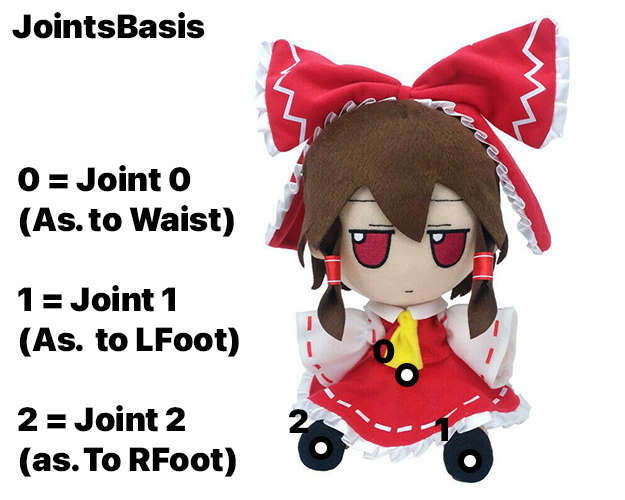 JointsBasis
0 = Joint 0
(As. to Waist)
1 = Joint 1
(As. to LFoot)
2 = Joint 2
(as. To RFoot)
0
2
1